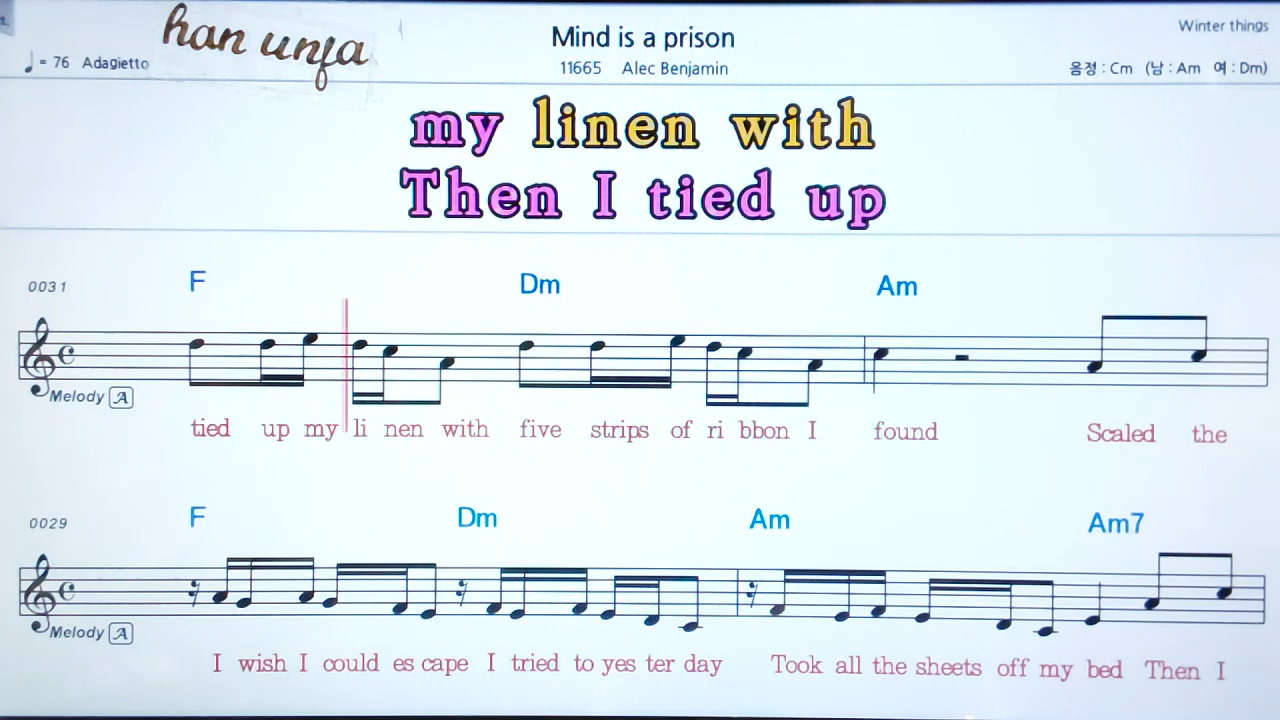 han unfa
Mind is a prison
Winter things
♩= 76 Adagietto
11665 Alec Benjamin
음정 : Cm (남 : Am 여 : Dm)
my linen with
Then I tied up
0031
F Dm Am
Melody A
tied up my li nen with five strips of ri bbon I found Scaled the
0029
F Dm Am Am7
Melody A
I wish I could es cape I tried to yes ter day Took all the sheets off my bed Then I